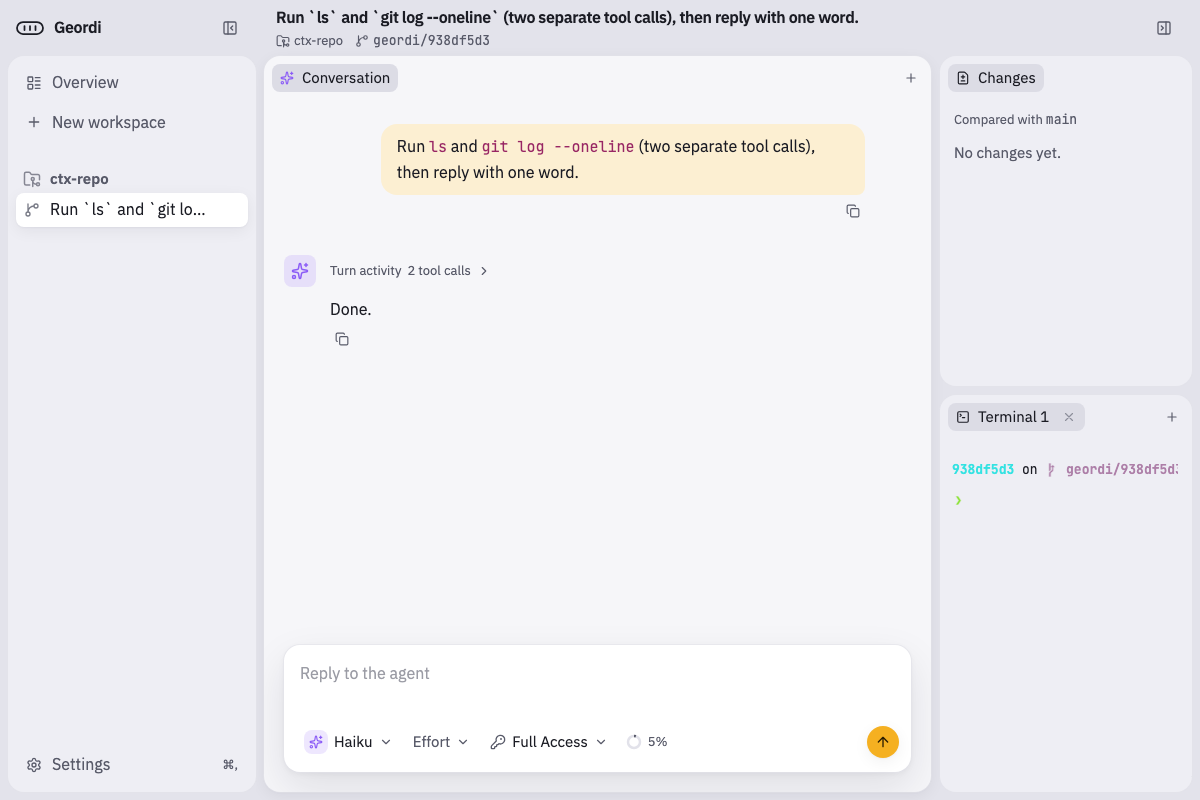 Geordi
Overview
New workspace
ctx-repo
Run `ls` and `git lo...
Settings
⌘,
Run `ls` and `git log --oneline` (two separate tool calls), then reply with one word.
ctx-repo geordi/938df5d3
Conversation
Run ls and git log --oneline (two separate tool calls),
then reply with one word.
Turn activity 2 tool calls
Done.
Reply to the agent
Haiku Effort Full Access 5%
Changes
Compared with main
No changes yet.
Terminal 1
938df5d3 on geordi/938df5d3
❯